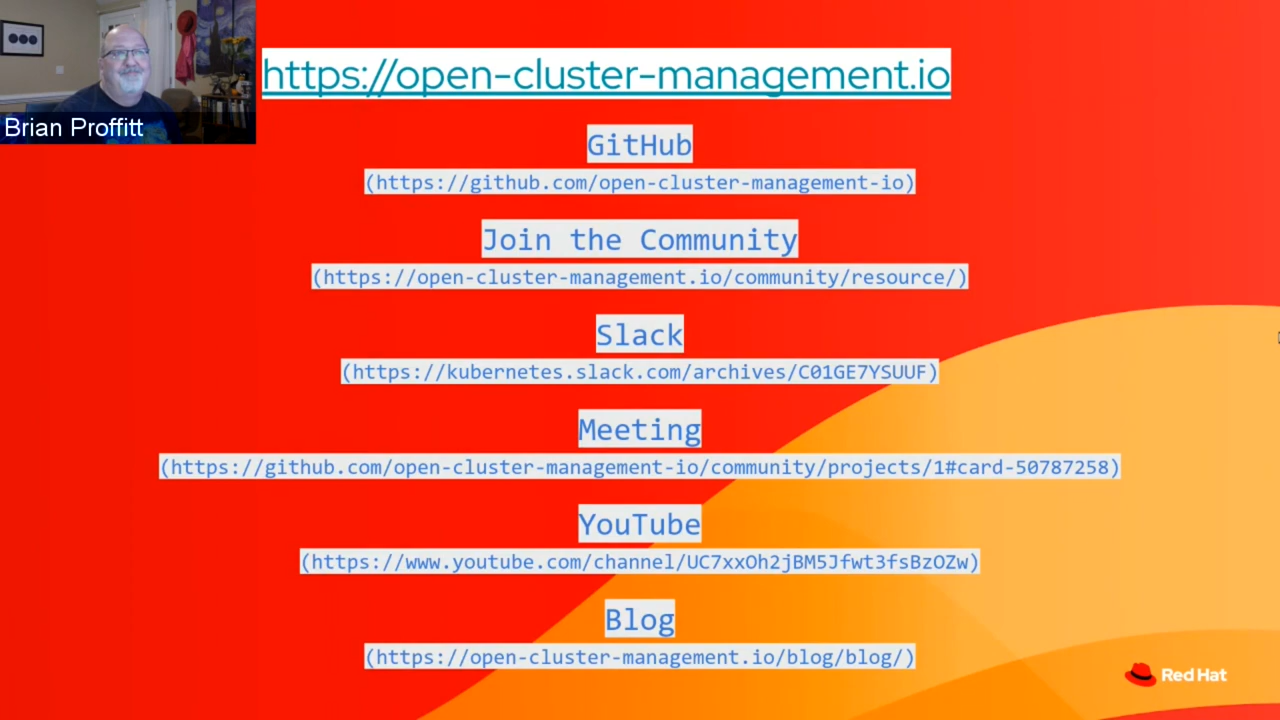 https://open-cluster-management.io
Brian Proffitt
GitHub
(https://github.com/open-cluster-management-io)
Join the Community
(https://open-cluster-management.io/community/resource/)
Slack
(https://kubernetes.slack.com/archives/C01GE7YSUUF)
Meeting
(https://github.com/open-cluster-management-io/community/projects/1#card-50787258)
YouTube
(https://www.youtube.com/channel/UC7xxOh2jBM5Jfwt3fsBzOZw)
Blog
(https://open-cluster-management.io/blog/blog/)
Red Hat